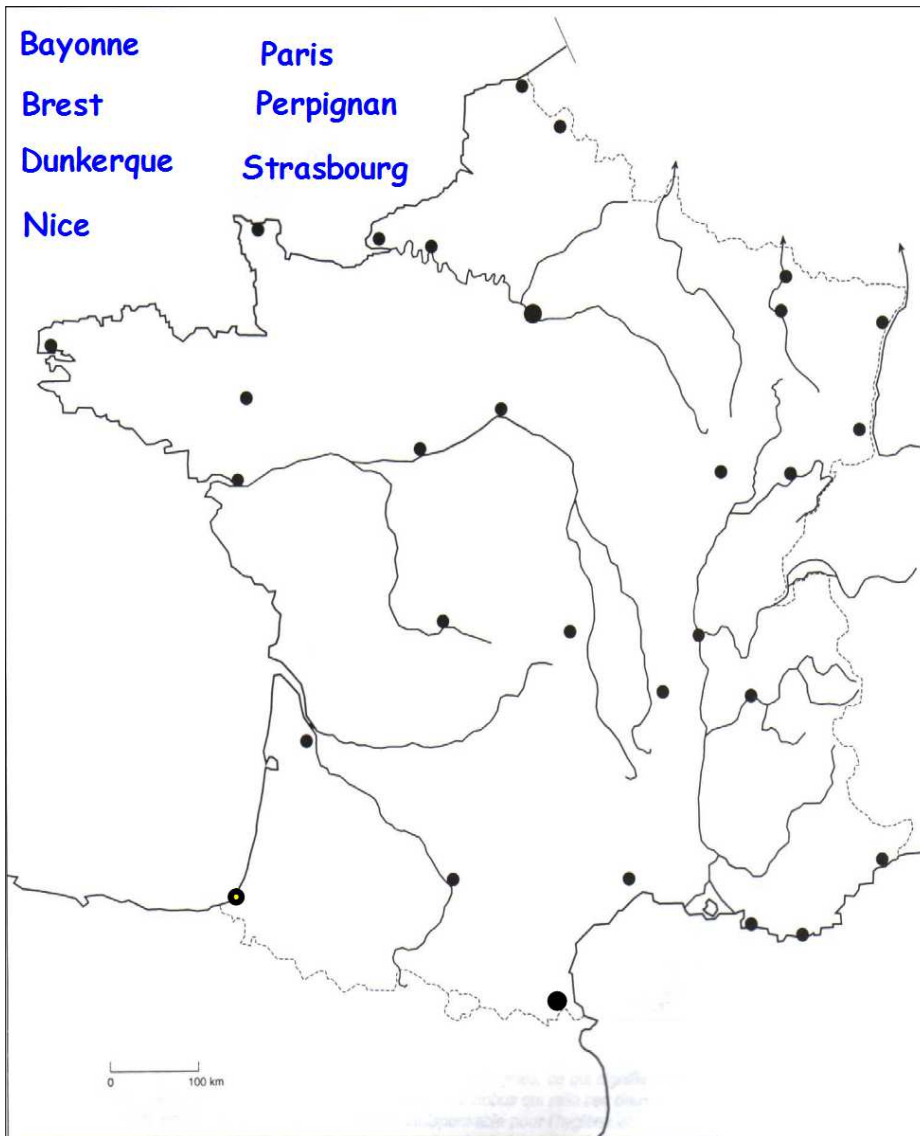 Bayonne
Paris
Brest
Perpignan
Dunkerque
Strasbourg
Nice
0 100 km